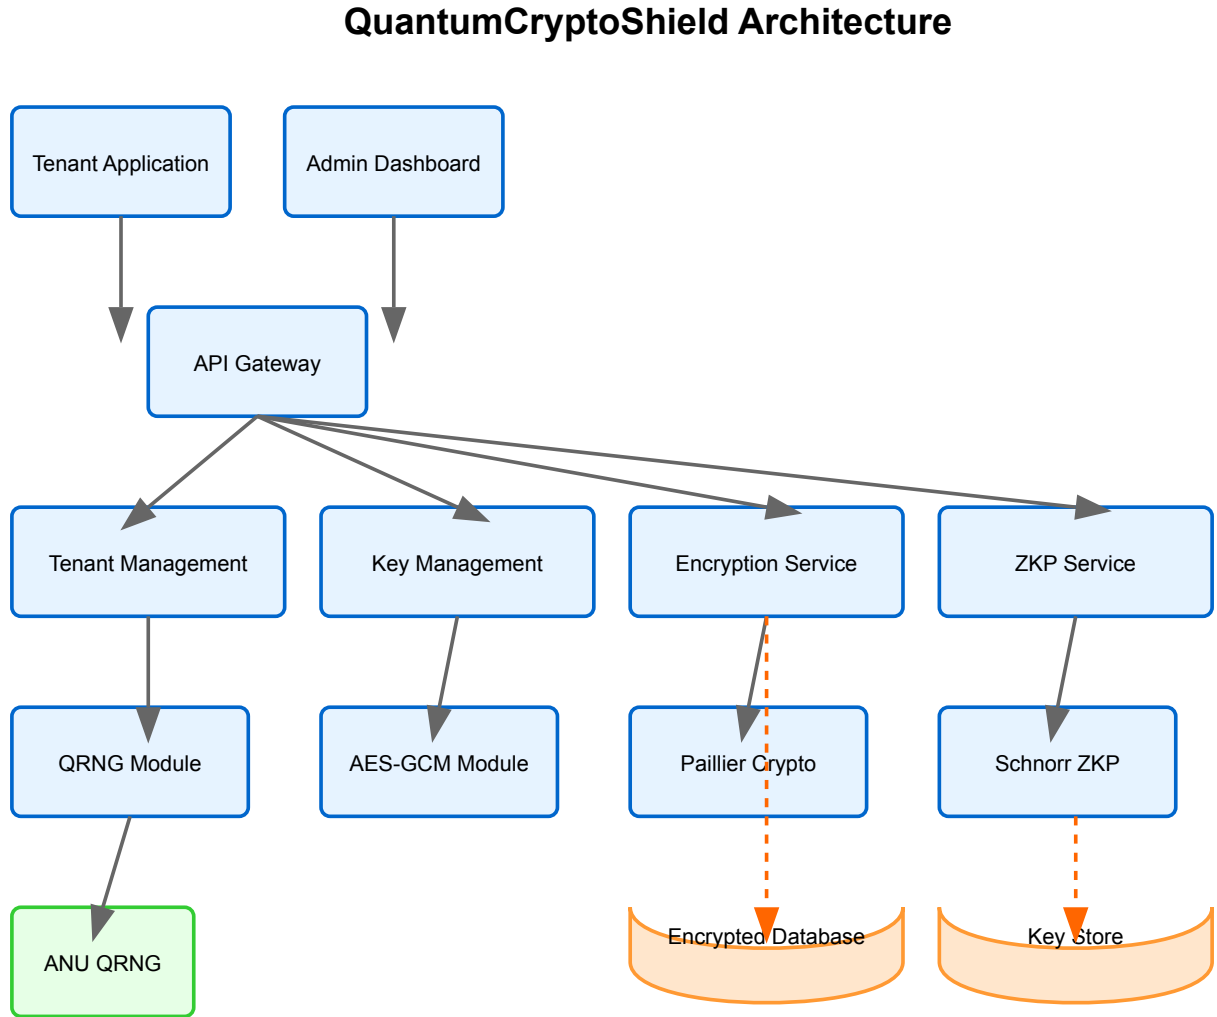 QuantumCryptoShield Architecture
Tenant Application
Admin Dashboard
API Gateway
Tenant Management
Key Management
Encryption Service
ZKP Service
QRNG Module
AES-GCM Module
Paillier Crypto
Schnorr ZKP
ANU QRNG
Encrypted Database
Key Store